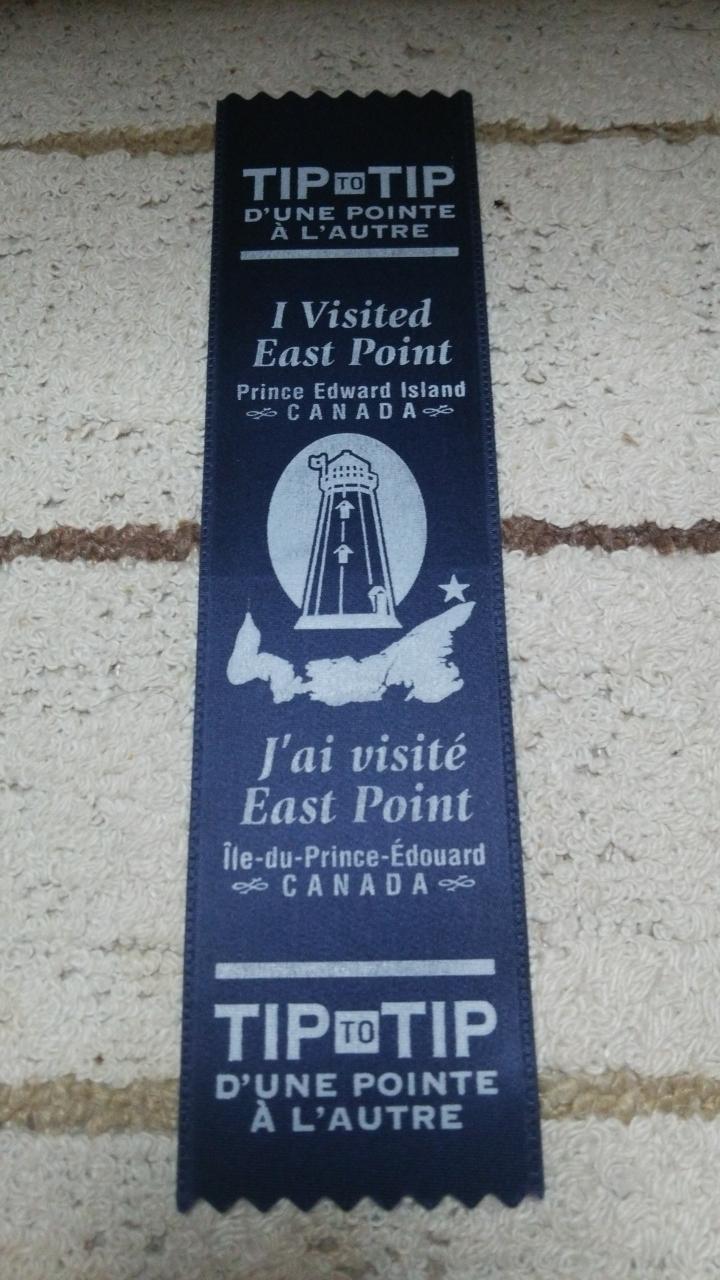 TIP TO TIP
D'UNE POINTE
À L'AUTRE
I Visited
East Point
Prince Edward Island
CANADA
J'ai visité
East Point
Île-du-Prince-Édouard
CANADA
TIP TO TIP
D'UNE POINTE
À L'AUTRE